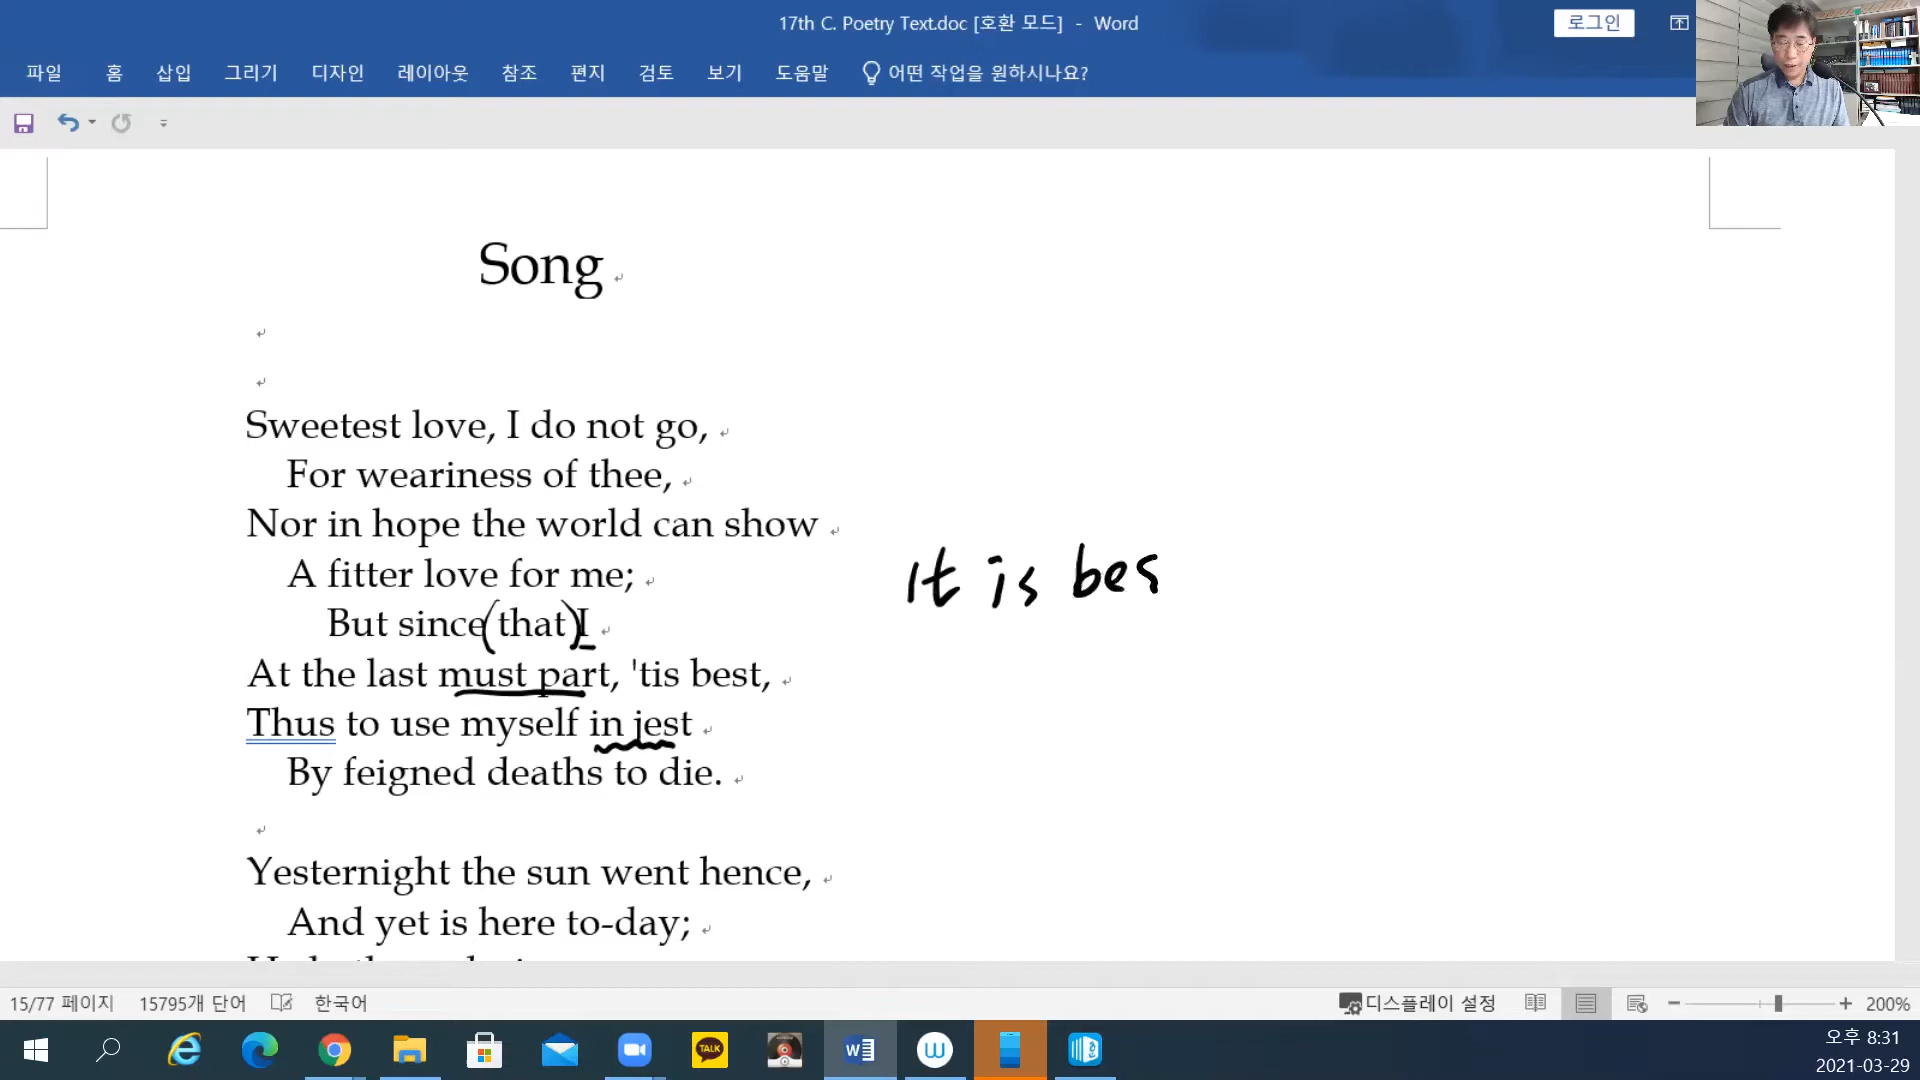 17th C. Poetry Text.doc [호환 모드] - Word
로그인
파일 홈 삽입 그리기 디자인 레이아웃 참조 편지 검토 보기 도움말 어떤 작업을 원하시나요?
Song
Sweetest love, I do not go,
For weariness of thee,
Nor in hope the world can show
A fitter love for me;
It is bes
But since (that) I
At the last must part, 'tis best,
Thus to use myself in jest
By feigned deaths to die.
Yesternight the sun went hence,
And yet is here to-day;
15/77 페이지 15795개 단어 한국어 디스플레이 설정 200%
TALK
오후 8:31
2021-03-29